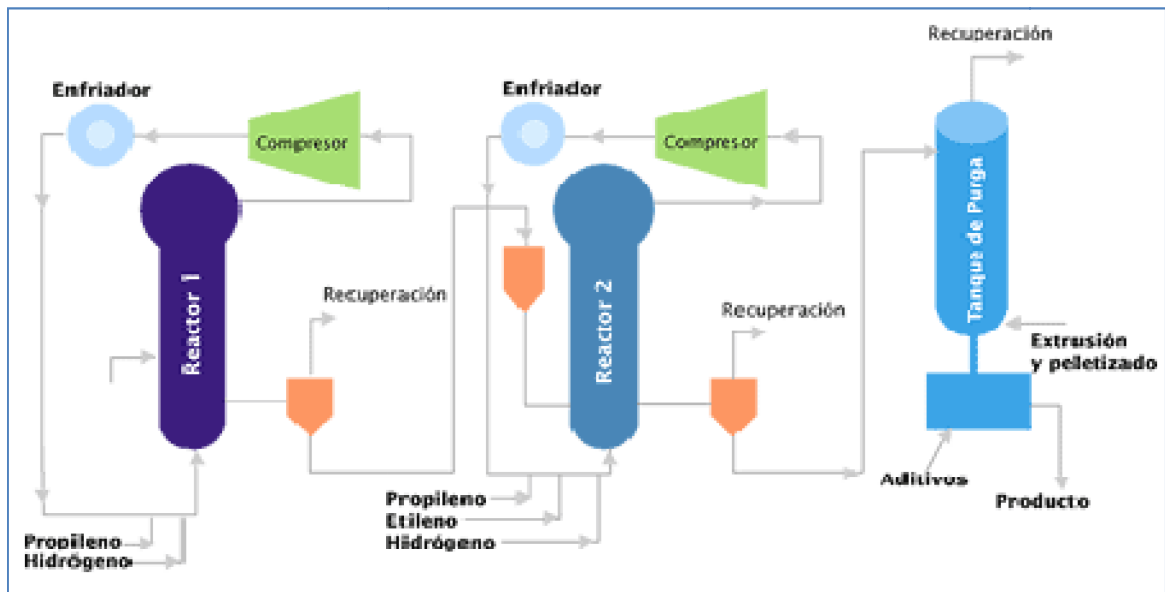 Recuperación
Enfriador
Enfriador
Compresor
Compresor
Tanque de Purga
Reactor 1
Reactor 2
Recuperación
Recuperación
Extrusión
y peletizado
Aditivos
Producto
Propileno
Etileno
Hidrógeno
Propileno
Hidrógeno